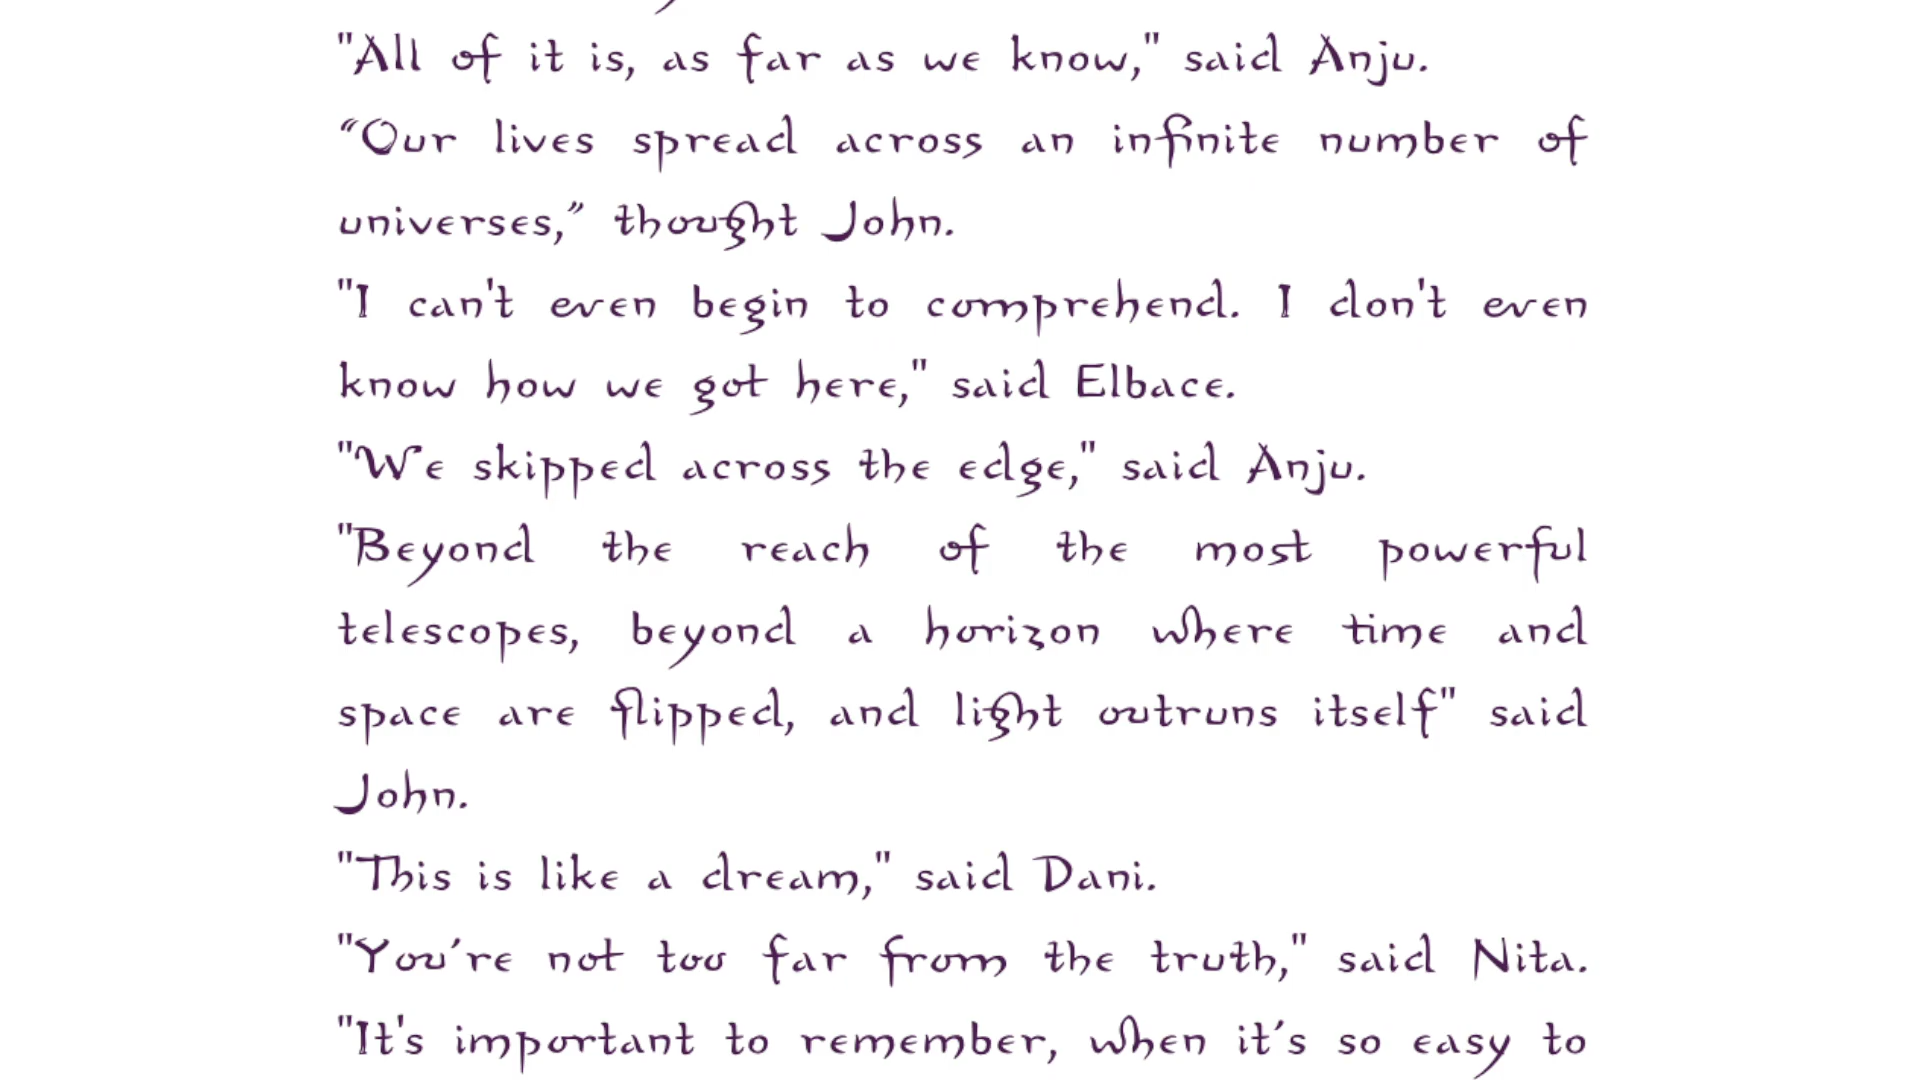 "All of it is, as far as we know," said Anju.
“Our lives spread across an infinite number of
universes,” thought John.
"I can't even begin to comprehend. I don't even
know how we got here," said Elbace.
"We skipped across the edge," said Anju.
"Beyond the reach of the most powerful
telescopes, beyond a horizon where time and
space are flipped, and light outruns itself" said
John.
"This is like a dream," said Dani.
"You’re not too far from the truth," said Nita.
"It's important to remember, when it’s so easy to